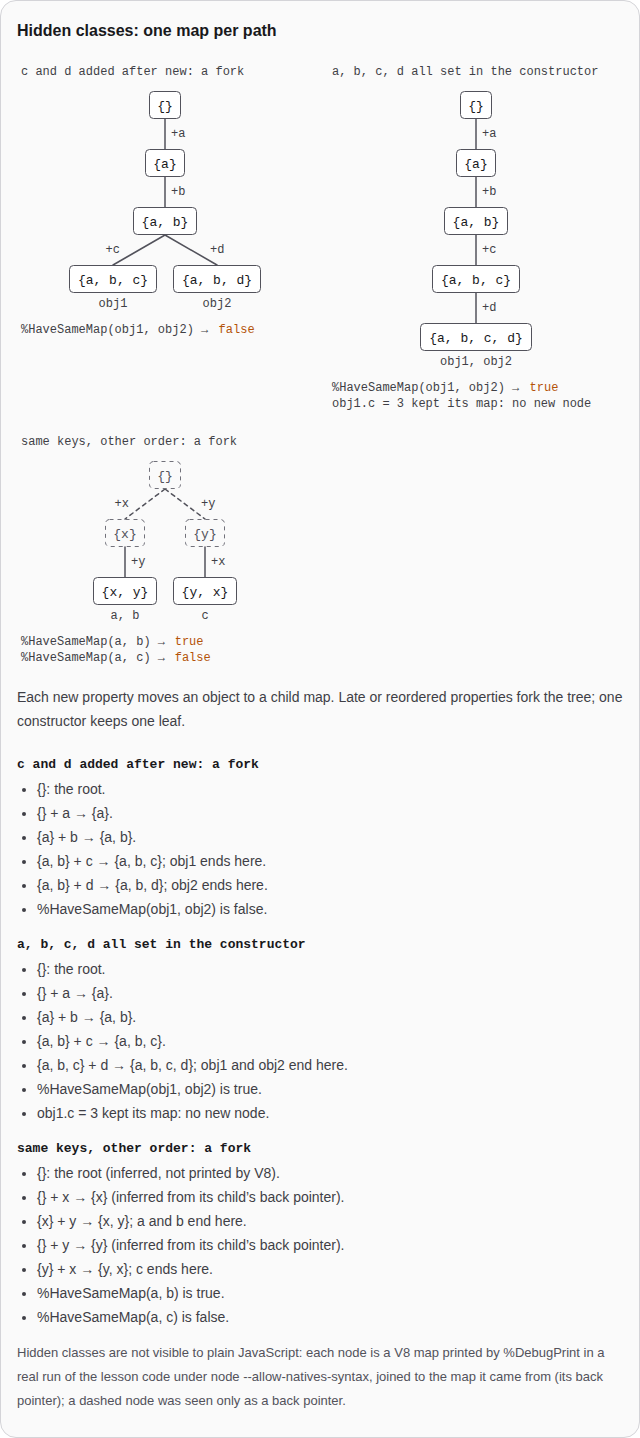 Hidden classes: one map per path
c and d added after new: a fork
{}
+a
{a}
+b
{a, b}
+c
+d
{a, b, c}
{a, b, d}
obj1
obj2
%HaveSameMap(obj1, obj2) → false
a, b, c, d all set in the constructor
{}
+a
{a}
+b
{a, b}
+c
{a, b, c}
+d
{a, b, c, d}
obj1, obj2
%HaveSameMap(obj1, obj2) → true
obj1.c = 3 kept its map: no new node
same keys, other order: a fork
{}
+x
+y
{x}
{y}
+y
+x
{x, y}
{y, x}
a, b
c
%HaveSameMap(a, b) → true
%HaveSameMap(a, c) → false
Each new property moves an object to a child map. Late or reordered properties fork the tree; one
constructor keeps one leaf.
c and d added after new: a fork
• {}: the root.
• {} + a → {a}.
• {a} + b → {a, b}.
• {a, b} + c → {a, b, c}; obj1 ends here.
• {a, b} + d → {a, b, d}; obj2 ends here.
• %HaveSameMap(obj1, obj2) is false.
a, b, c, d all set in the constructor
• {}: the root.
• {} + a → {a}.
• {a} + b → {a, b}.
• {a, b} + c → {a, b, c}.
• {a, b, c} + d → {a, b, c, d}; obj1 and obj2 end here.
• %HaveSameMap(obj1, obj2) is true.
• obj1.c = 3 kept its map: no new node.
same keys, other order: a fork
• {}: the root (inferred, not printed by V8).
• {} + x → {x} (inferred from its child’s back pointer).
• {x} + y → {x, y}; a and b end here.
• {} + y → {y} (inferred from its child’s back pointer).
• {y} + x → {y, x}; c ends here.
• %HaveSameMap(a, b) is true.
• %HaveSameMap(a, c) is false.
Hidden classes are not visible to plain JavaScript: each node is a V8 map printed by %DebugPrint in a
real run of the lesson code under node --allow-natives-syntax, joined to the map it came from (its back
pointer); a dashed node was seen only as a back pointer.